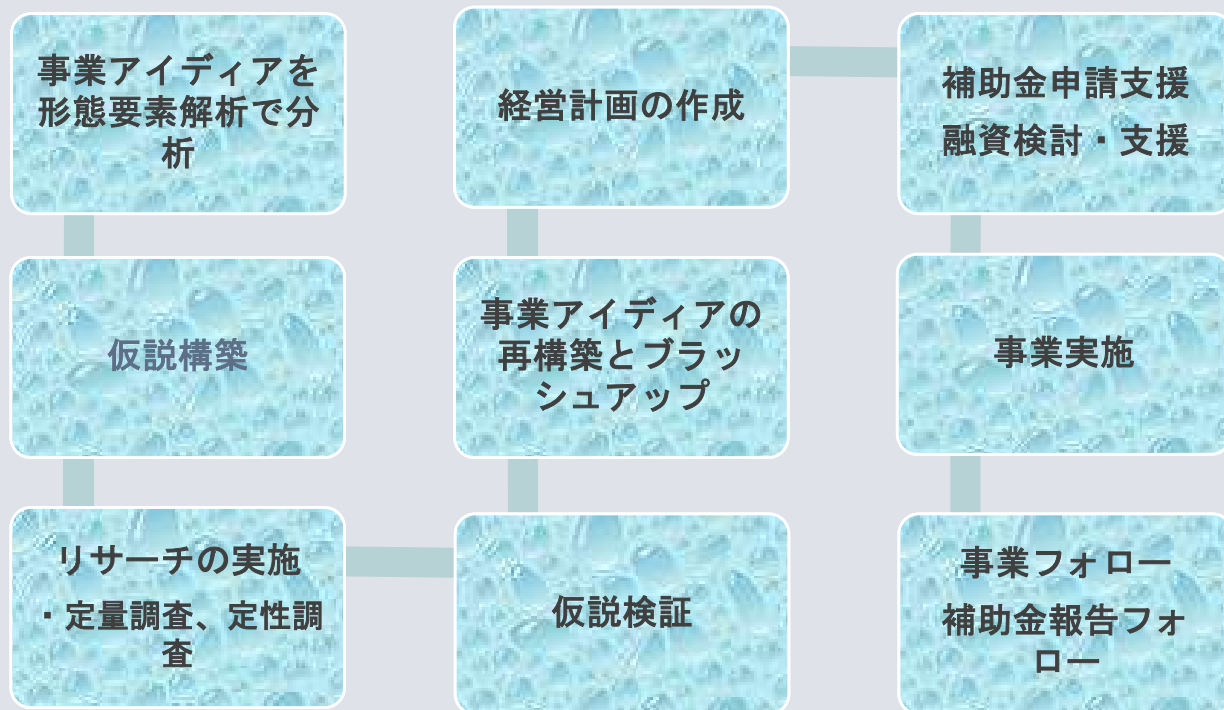 事業アイディアを
形態要素解析で分
析
仮説構築
リサーチの実施
・定量調査、定性調
査
仮説検証
事業アイディアの
再構築とブラッ
シュアップ
経営計画の作成
補助金申請支援
融資検討・支援
事業実施
事業フォロー
補助金報告フォ
ロー